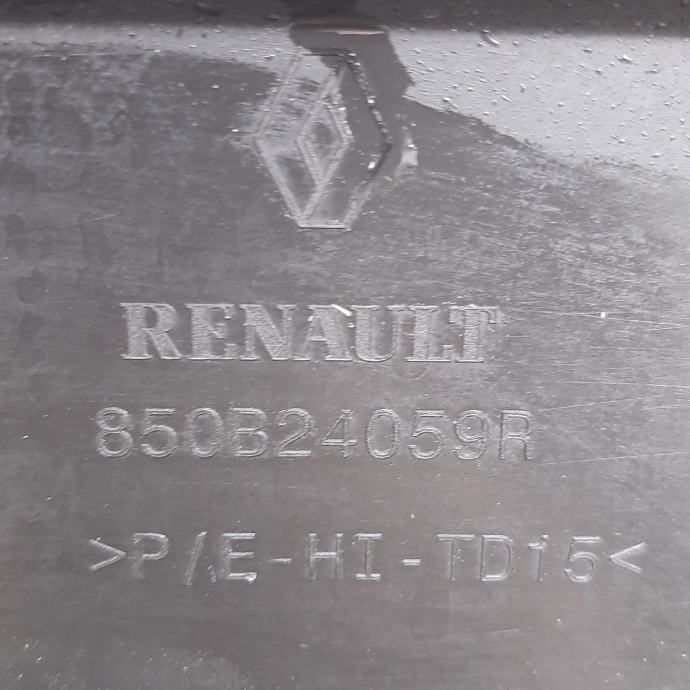 RENAULT
850B24059R
>P/E-HI-TD15<